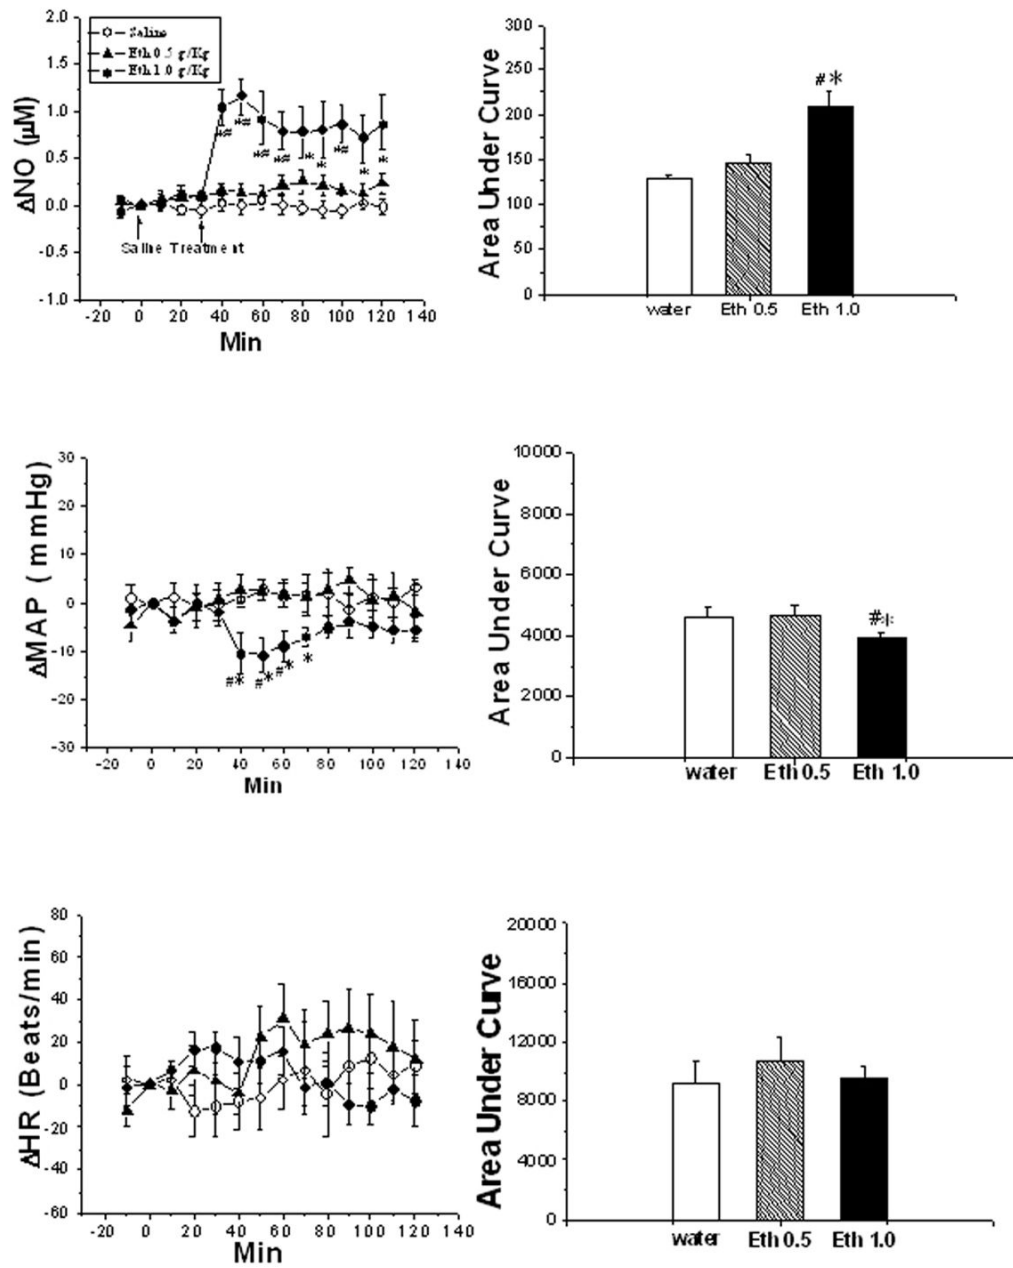 2.0
1.5
1.0
0.5
0.0
-0.5
-1.0
ΔNO (µM)
Saline
Eth 0.5 g/Kg
Eth 1.0 g/Kg
*# *# *# *# * * *# * *
Saline Treatment
-20 0 20 40 60 80 100 120 140
Min
300
250
200
150
100
50
0
Area Under Curve
#*
water Eth 0.5 Eth 1.0
30
20
10
0
-10
-20
-30
ΔMAP ( mmHg)
#* #* #* *
-20 0 20 40 60 80 100 120 140
Min
10000
8000
6000
4000
2000
0
Area Under Curve
#*
water Eth 0.5 Eth 1.0
80
60
40
20
0
-20
-40
-60
ΔHR (Beats/min)
-20 0 20 40 60 80 100 120 140
Min
20000
16000
12000
8000
4000
0
Area Under Curve
water Eth 0.5 Eth 1.0